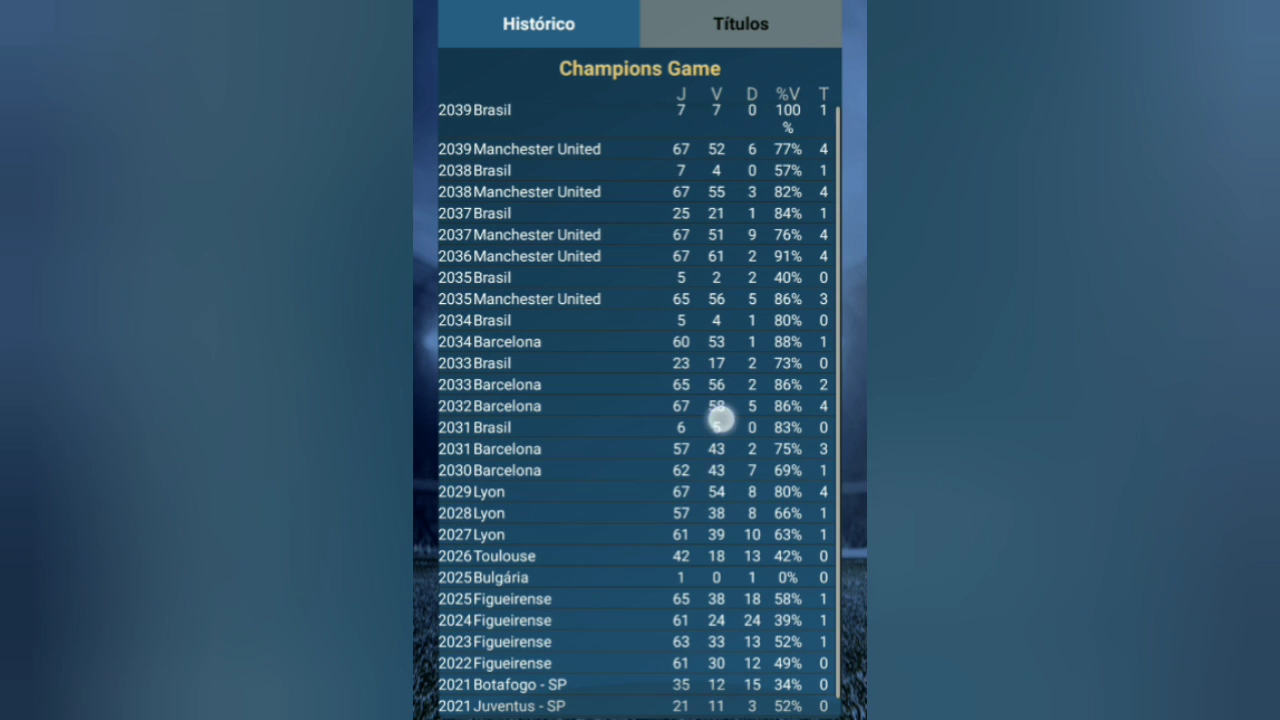 Histórico Títulos
Champions Game
J V D %V T
2039 Brasil 7 7 0 100 % 1
2039 Manchester United 67 52 6 77% 4
2038 Brasil 7 4 0 57% 1
2038 Manchester United 67 55 3 82% 4
2037 Brasil 25 21 1 84% 1
2037 Manchester United 67 51 9 76% 4
2036 Manchester United 67 61 2 91% 4
2035 Brasil 5 2 2 40% 0
2035 Manchester United 65 56 5 86% 3
2034 Brasil 5 4 1 80% 0
2034 Barcelona 60 53 1 88% 1
2033 Brasil 23 17 2 73% 0
2033 Barcelona 65 56 2 86% 2
2032 Barcelona 67 58 5 86% 4
2031 Brasil 6 5 0 83% 0
2031 Barcelona 57 43 2 75% 3
2030 Barcelona 62 43 7 69% 1
2029 Lyon 67 54 8 80% 4
2028 Lyon 57 38 8 66% 1
2027 Lyon 61 39 10 63% 1
2026 Toulouse 42 18 13 42% 0
2025 Bulgária 1 0 1 0% 0
2025 Figueirense 65 38 18 58% 1
2024 Figueirense 61 24 24 39% 1
2023 Figueirense 63 33 13 52% 1
2022 Figueirense 61 30 12 49% 0
2021 Botafogo - SP 35 12 15 34% 0
2021 Juventus - SP 21 11 3 52% 0